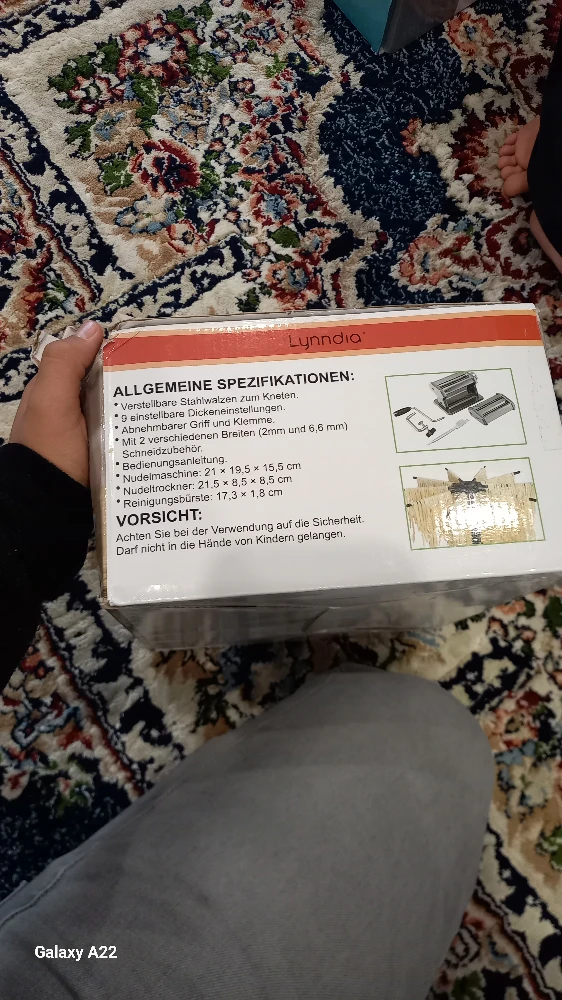 Lynndia
ALLGEMEINE SPEZIFIKATIONEN:
* Verstellbare Stahlwalzen zum Kneten.
* 9 einstellbare Dickeneinstellungen.
* Abnehmbarer Griff und Klemme.
* Mit 2 verschiedenen Breiten (2mm und 6,6 mm)
Schneidzubehör.
* Bedienungsanleitung.
* Nudelmaschine: 21 × 19,5 × 15,5 cm
* Nudeltrockner: 21,5 × 8,5 × 8,5 cm
* Reinigungsbürste: 17,3 × 1,8 cm
VORSICHT:
Achten Sie bei der Verwendung auf die Sicherheit.
Darf nicht in die Hände von Kindern gelangen.
Galaxy A22